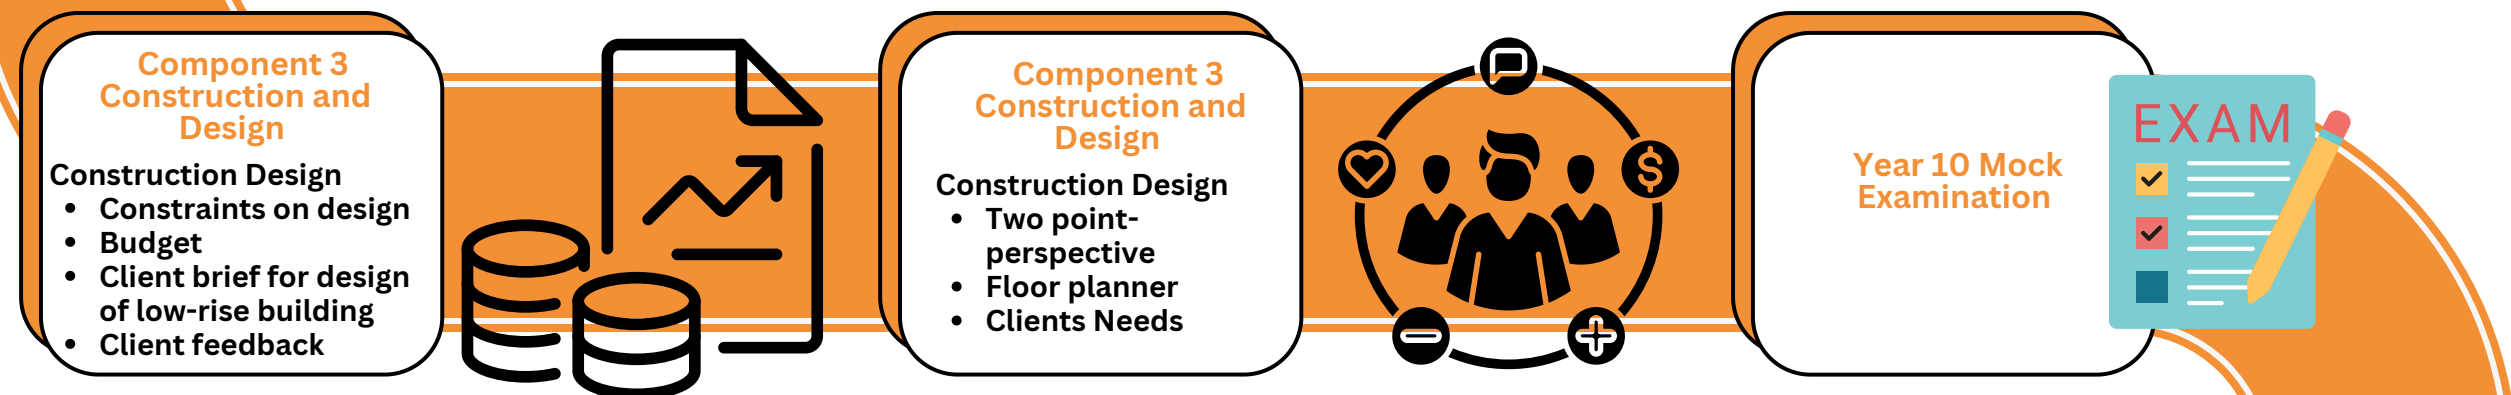 Component 3
Construction and
Design
Construction Design
• Constraints on design
• Budget
• Client brief for design
of low-rise building
• Client feedback
Component 3
Construction and
Design
Construction Design
• Two point-
perspective
• Floor planner
• Clients Needs
Year 10 Mock
Examination
EXAM